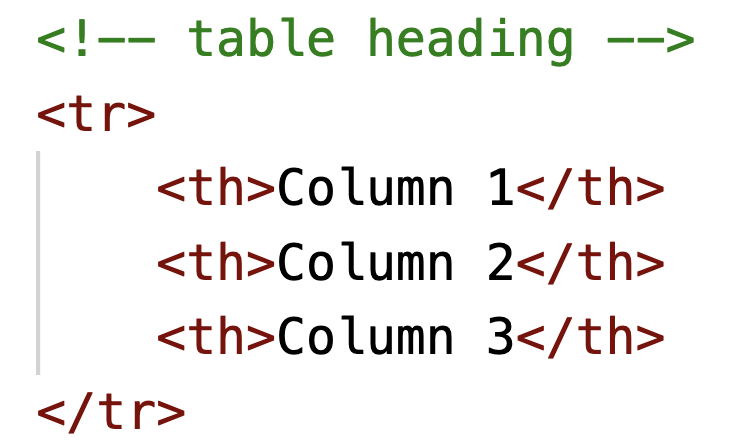 <!-- table heading -->
<tr>
    <th>Column 1</th>
    <th>Column 2</th>
    <th>Column 3</th>
</tr>